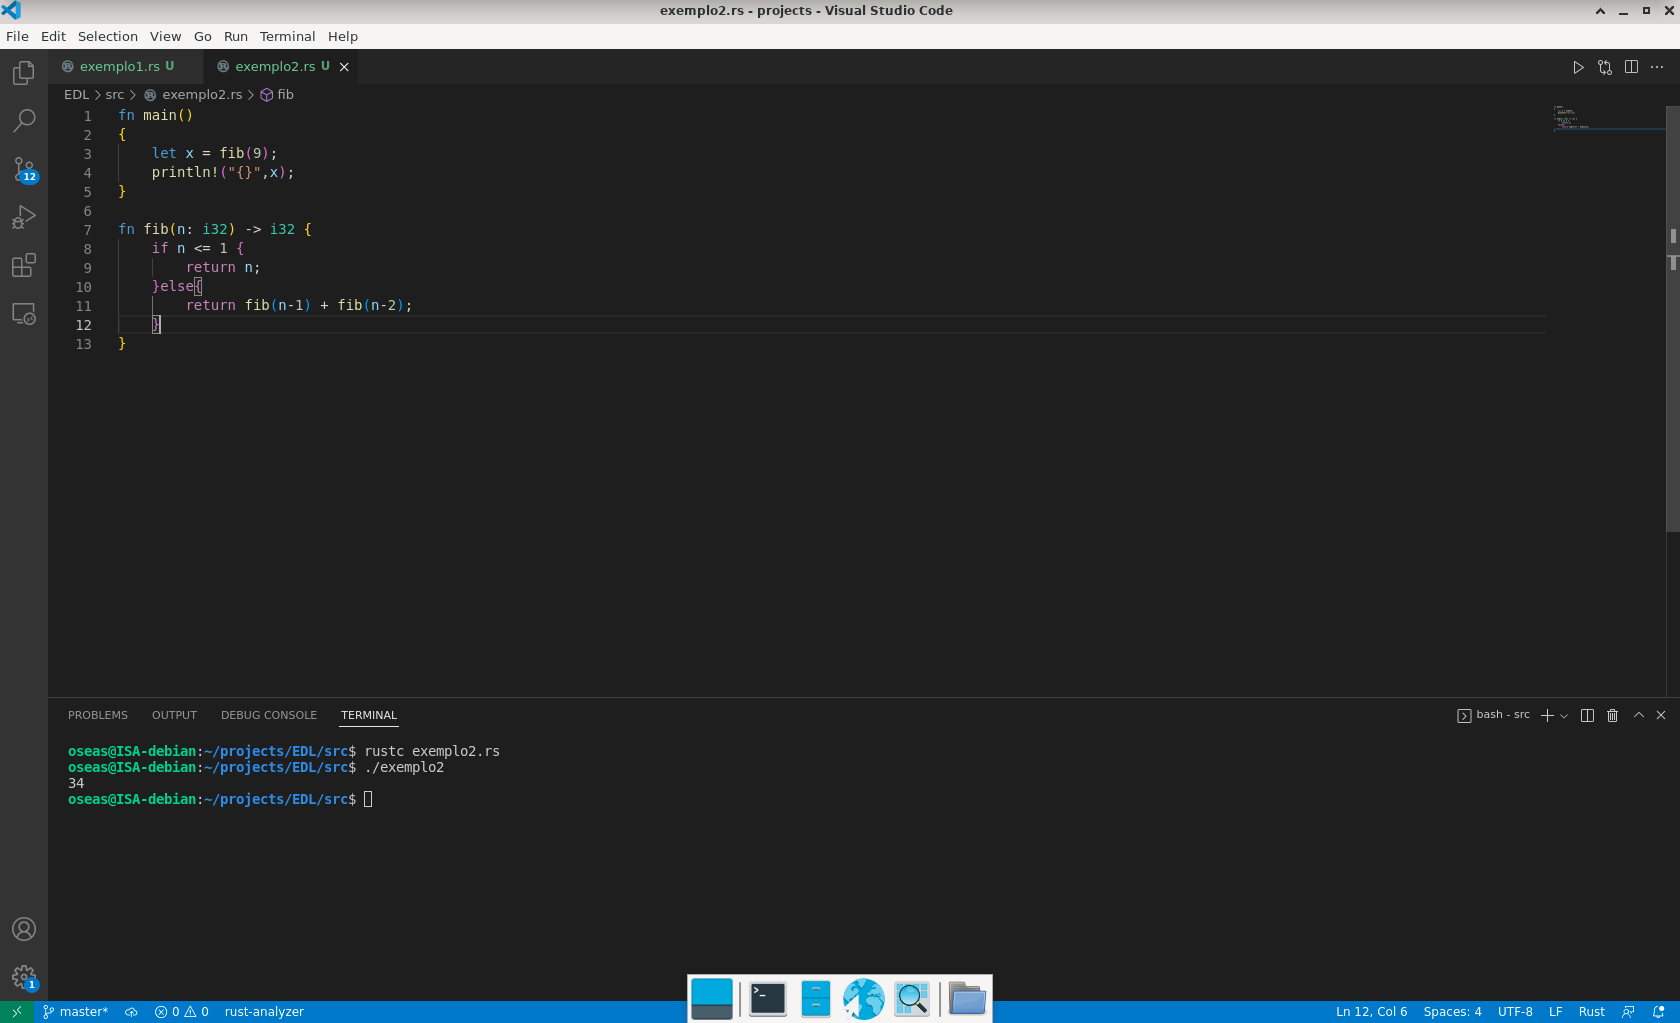 exemplo2.rs - projects - Visual Studio Code
File Edit Selection View Go Run Terminal Help
exemplo1.rs U exemplo2.rs U
EDL > src > exemplo2.rs > fib
1 fn main()
2 {
3     let x = fib(9);
4     println!("{}",x);
5 }
6
7 fn fib(n: i32) -> i32 {
8     if n <= 1 {
9         return n;
10     }else{
11         return fib(n-1) + fib(n-2);
12     }
13 }
12
PROBLEMS OUTPUT DEBUG CONSOLE TERMINAL
bash - src
oseas@ISA-debian:~/projects/EDL/src$ rustc exemplo2.rs
oseas@ISA-debian:~/projects/EDL/src$ ./exemplo2
34
oseas@ISA-debian:~/projects/EDL/src$
1
master* 0 0 rust-analyzer
Ln 12, Col 6 Spaces: 4 UTF-8 LF Rust